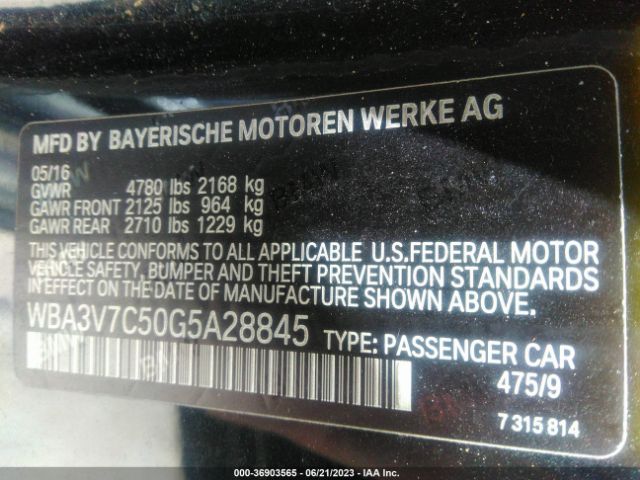 MFD BY BAYERISCHE MOTOREN WERKE AG
05/16
GVWR 4780 lbs 2168 kg
GAWR FRONT 2125 lbs 964 kg
GAWR REAR 2710 lbs 1229 kg
THIS VEHICLE CONFORMS TO ALL APPLICABLE U.S.FEDERAL MOTOR
VEHICLE SAFETY, BUMPER AND THEFT PREVENTION STANDARDS
IN EFFECT ON THE DATE OF MANUFACTURE SHOWN ABOVE.
WBA3V7C50G5A28845 TYPE: PASSENGER CAR
475/9
7 315 814
000-36903565 - 06/21/2023 - IAAI Inc.